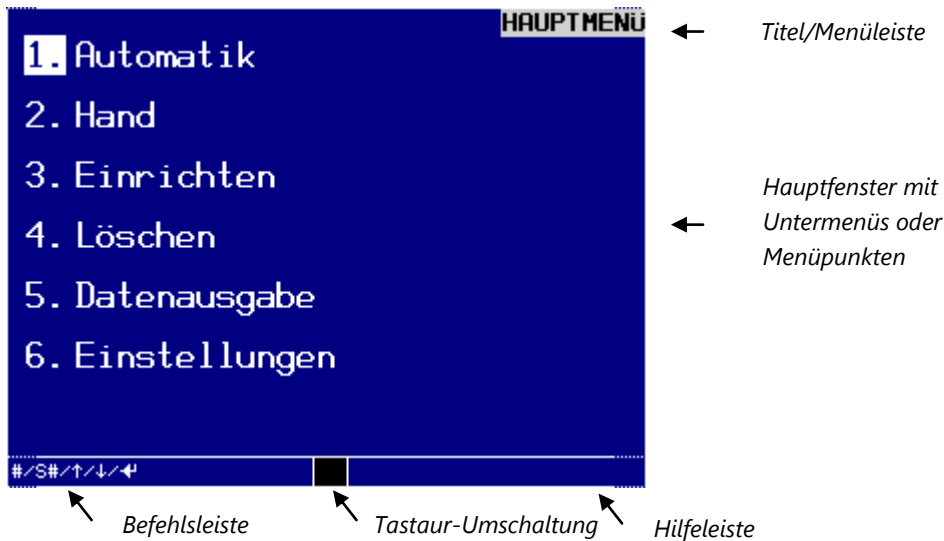 HAUPTMENÜ
Titel/Menüleiste
1. Automatik
2. Hand
3. Einrichten
Hauptfenster mit
Untermenüs oder
Menüpunkten
4. Löschen
5. Datenausgabe
6. Einstellungen
#/S#/↑/↓/↵
Befehlsleiste
Tastaur-Umschaltung
Hilfeleiste